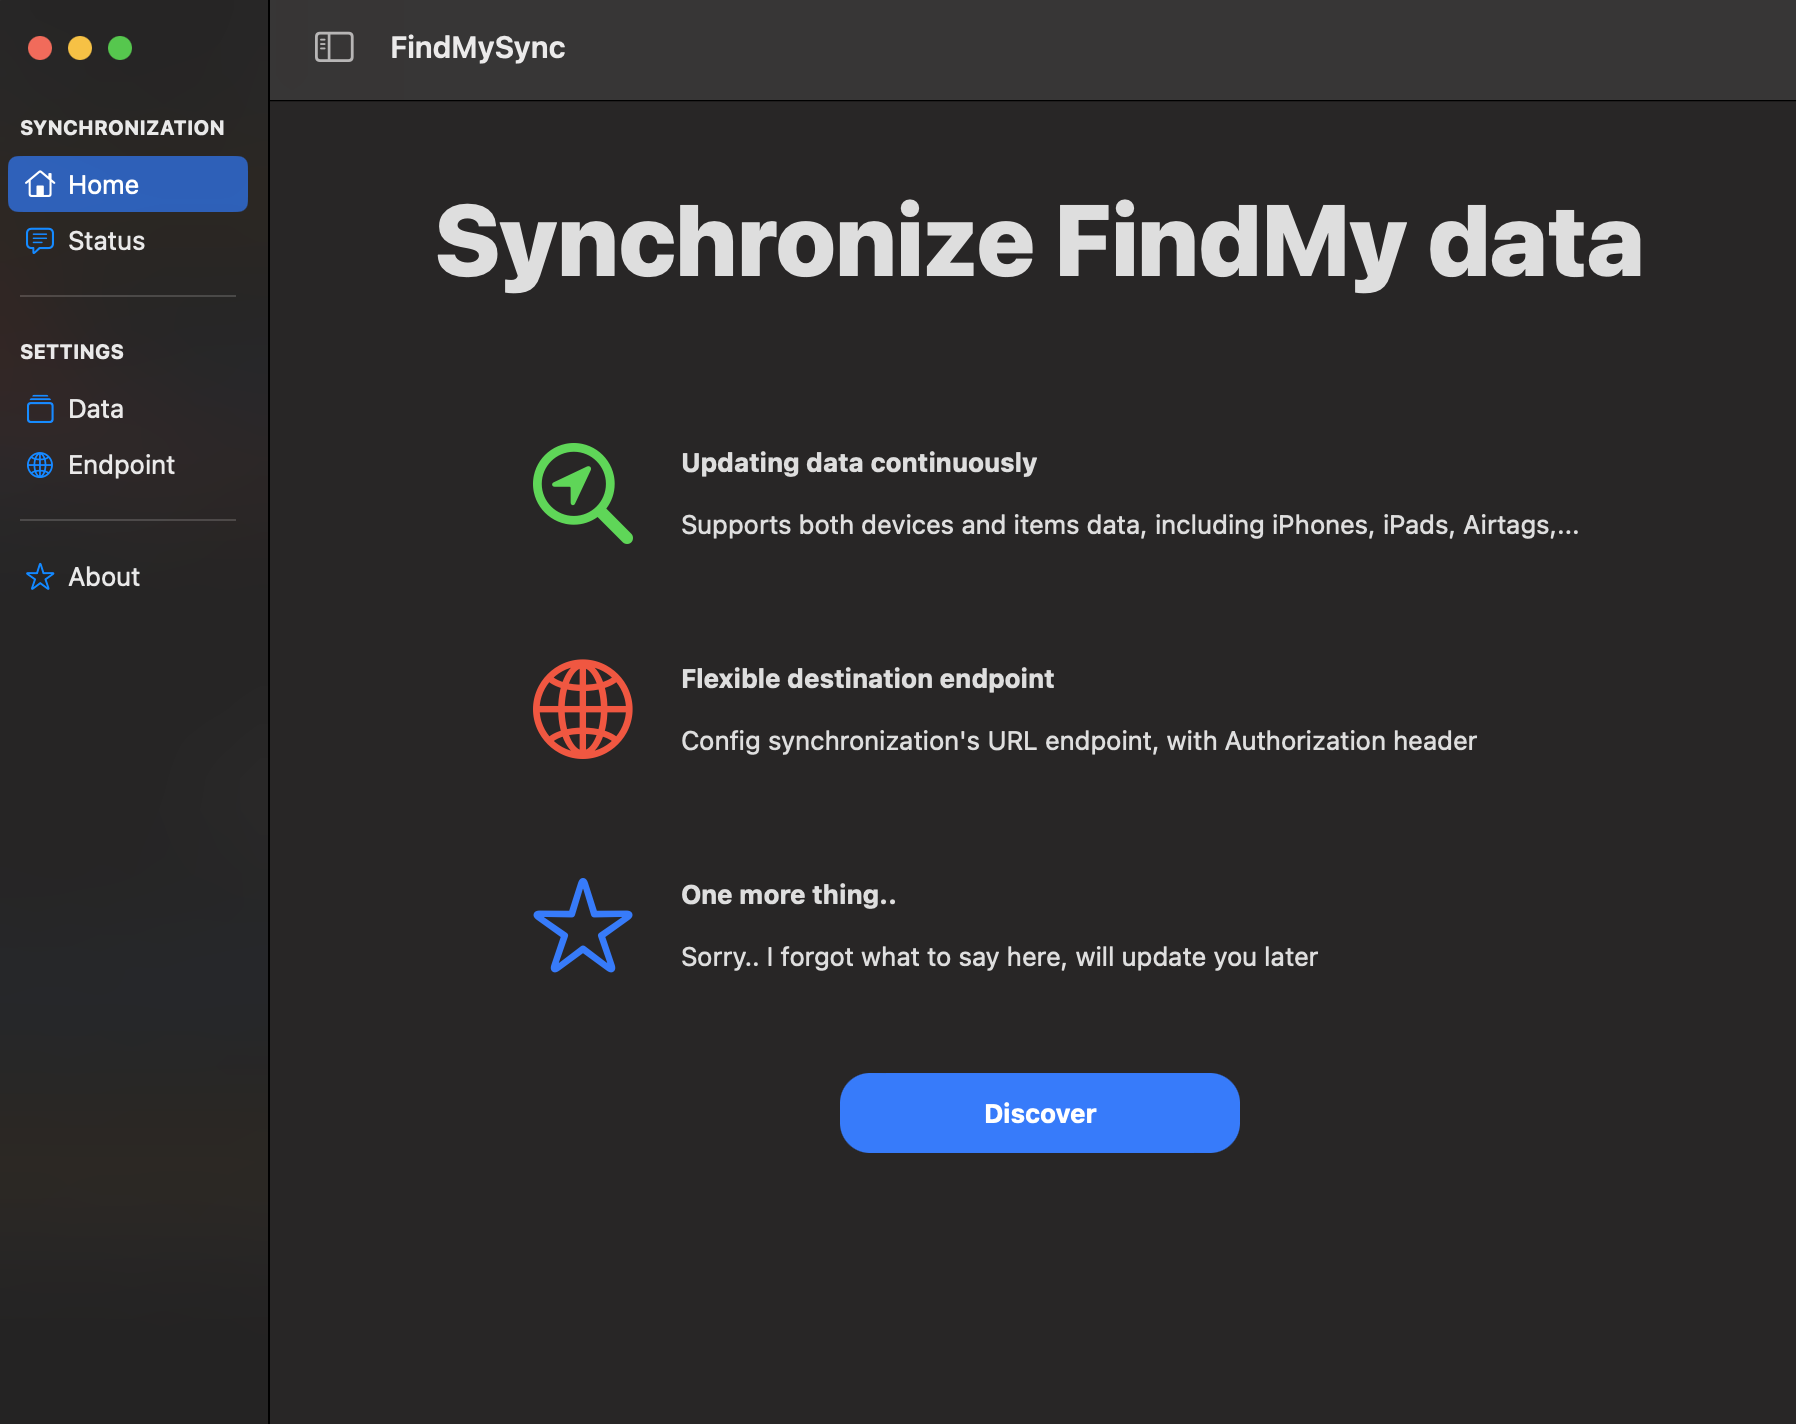 FindMySync
SYNCHRONIZATION
Home
Status
SETTINGS
Data
Endpoint
About
Synchronize FindMy data
Updating data continuously
Supports both devices and items data, including iPhones, iPads, Airtags,...
Flexible destination endpoint
Config synchronization's URL endpoint, with Authorization header
One more thing..
Sorry.. I forgot what to say here, will update you later
Discover